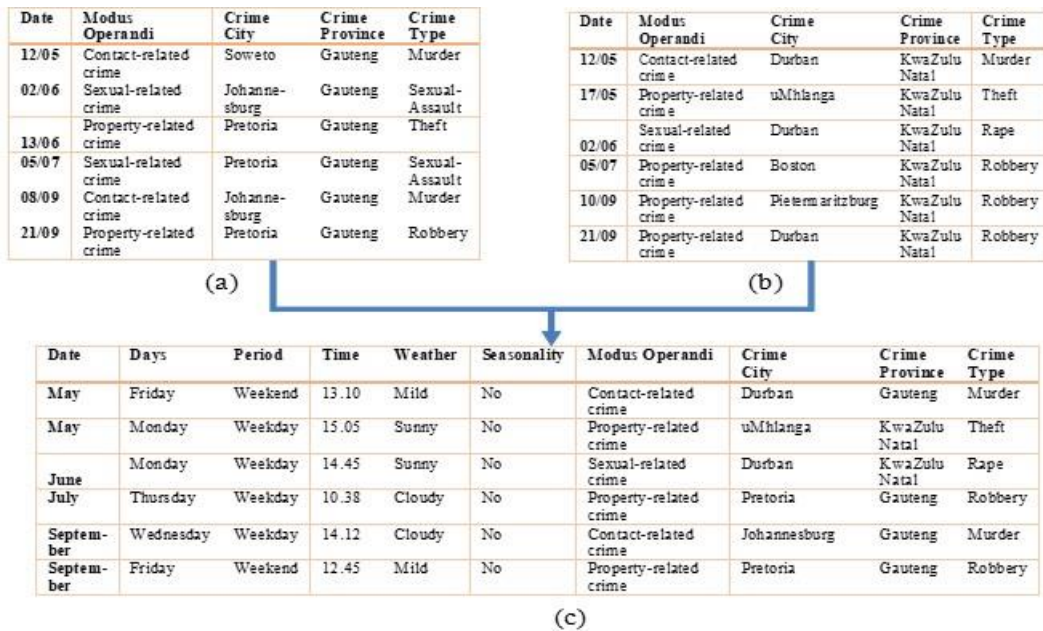 Date Modus Operandi Crime City Crime Province Crime Type
12/05 Contact-related crime Soweto Gauteng Murder
02/06 Sexual-related crime Johanne-sburg Gauteng Sexual-Assault
13/06 Property-related crime Pretoria Gauteng Theft
05/07 Sexual-related crime Pretoria Gauteng Sexual-Assault
08/09 Contact-related crime Johanne-sburg Gauteng Murder
21/09 Property-related crime Pretoria Gauteng Robbery
(a)
Date Modus Operandi Crime City Crime Province Crime Type
12/05 Contact-related crime Durban KwaZulu Natal Murder
17/05 Property-related crime uMhlanga KwaZulu Natal Theft
02/06 Sexual-related crime Durban KwaZulu Natal Rape
05/07 Property-related crime Boston KwaZulu Natal Robbery
10/09 Property-related crime Pietermaritzburg KwaZulu Natal Robbery
21/09 Property-related crime Durban KwaZulu Natal Robbery
(b)
Date Days Period Time Weather Seasonality Modus Operandi Crime City Crime Province Crime Type
May Friday Weekend 13.10 Mild No Contact-related crime Durban Gauteng Murder
May Monday Weekday 15.05 Sunny No Property-related crime uMhlanga KwaZulu Natal Theft
June Monday Weekday 14.45 Sunny No Sexual-related crime Durban KwaZulu Natal Rape
July Thursday Weekday 10.38 Cloudy No Property-related crime Pretoria Gauteng Robbery
Septem-ber Wednesday Weekday 14.12 Cloudy No Contact-related crime Johannesburg Gauteng Murder
Septem-ber Friday Weekend 12.45 Mild No Property-related crime Pretoria Gauteng Robbery
(c)